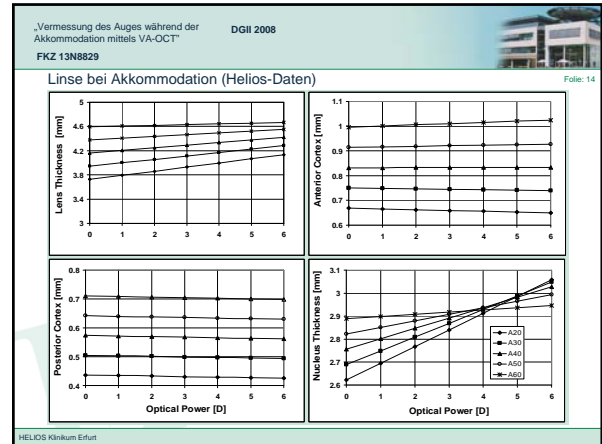 „Vermessung des Auges während der
Akkommodation mittels VA-OCT"
DGII 2008
FKZ 13N8829
Linse bei Akkommodation (Helios-Daten)
Folie: 14
Lens Thickness [mm]
5
4.6
4.2
3.8
3.4
3
0 1 2 3 4 5 6
Anterior Cortex [mm]
1.1
1
0.9
0.8
0.7
0.6
0 1 2 3 4 5 6
Posterior Cortex [mm]
0.8
0.7
0.6
0.5
0.4
0 1 2 3 4 5 6
Optical Power [D]
Nucleus Thickness [mm]
3.1
3
2.9
2.8
2.7
2.6
0 1 2 3 4 5 6
Optical Power [D]
A20
A30
A40
A50
A60
HELIOS Klinikum Erfurt